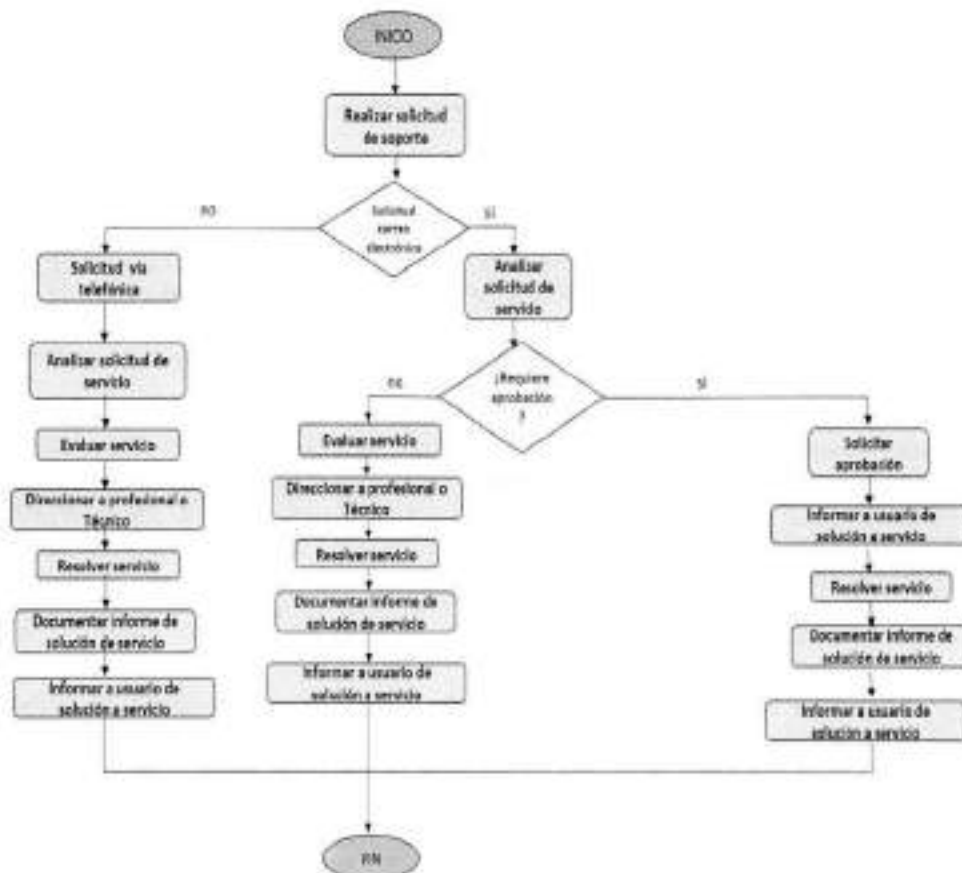 INICO
Realizar solicitud
de soporte
no
Solicitud
correo
electrónico
Sí
Solicitud vía
telefónica
Analizar
solicitud de
servicio
Analizar solicitud de
servicio
no
¿Requiere
aprobación
?
Sí
Evaluar servicio
Evaluar servicio
Solicitar
aprobación
Direccionar a profesional o
Técnico
Direccionar a profesional o
Técnico
Informar a usuario de
solución a servicio
Resolver servicio
Resolver servicio
Resolver servicio
Documentar informe de
solución de servicio
Documentar informe de
solución de servicio
Documentar informe de
solución de servicio
Informar a usuario de
solución a servicio
Informar a usuario de
solución a servicio
Informar a usuario de
solución a servicio
FIN